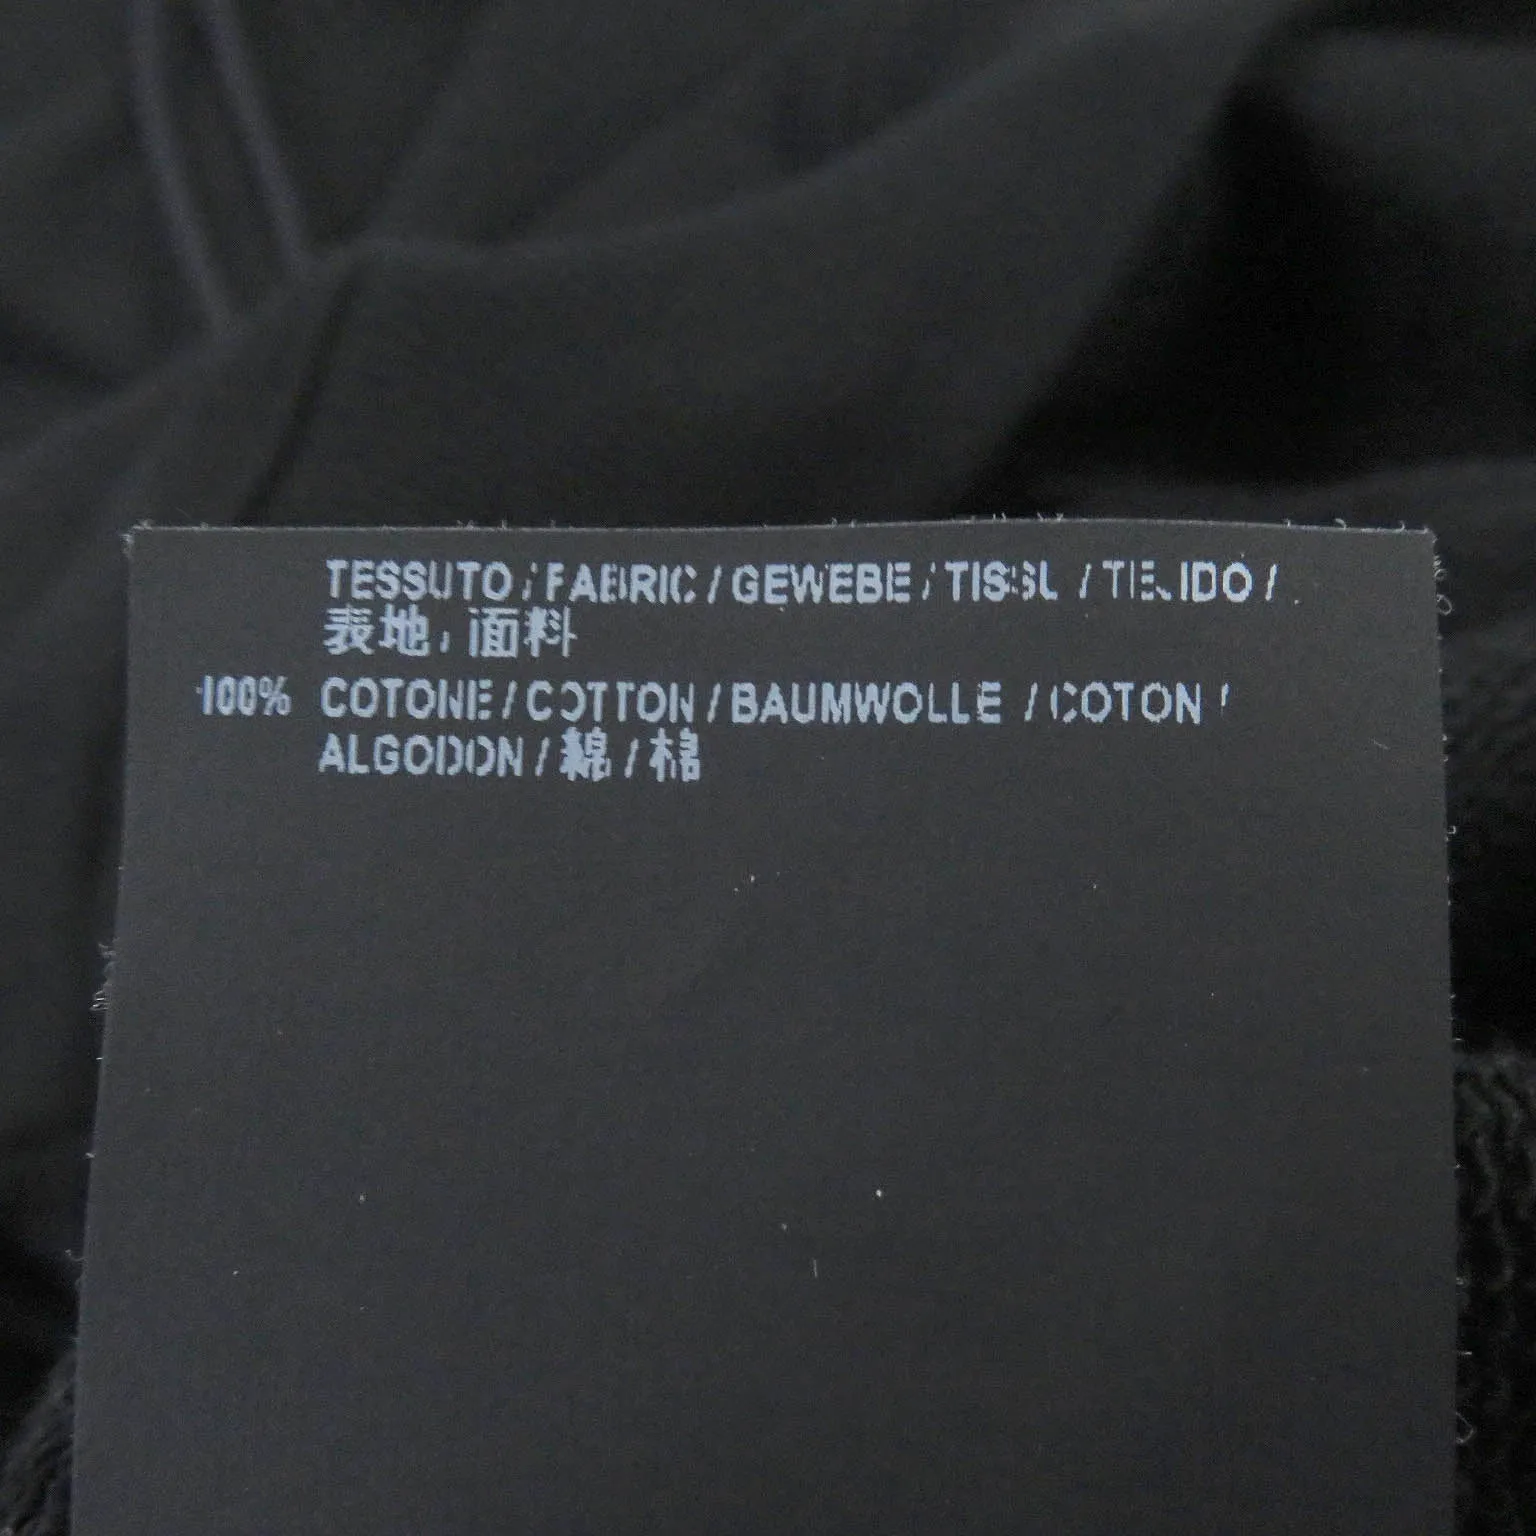 TESSUTO / FABRIC / GEWEBE / TISSU / TEJIDO /
表地, 面料
100% COTONE / COTTON / BAUMWOLLE / COTON /
ALGODON / 綿 / 棉